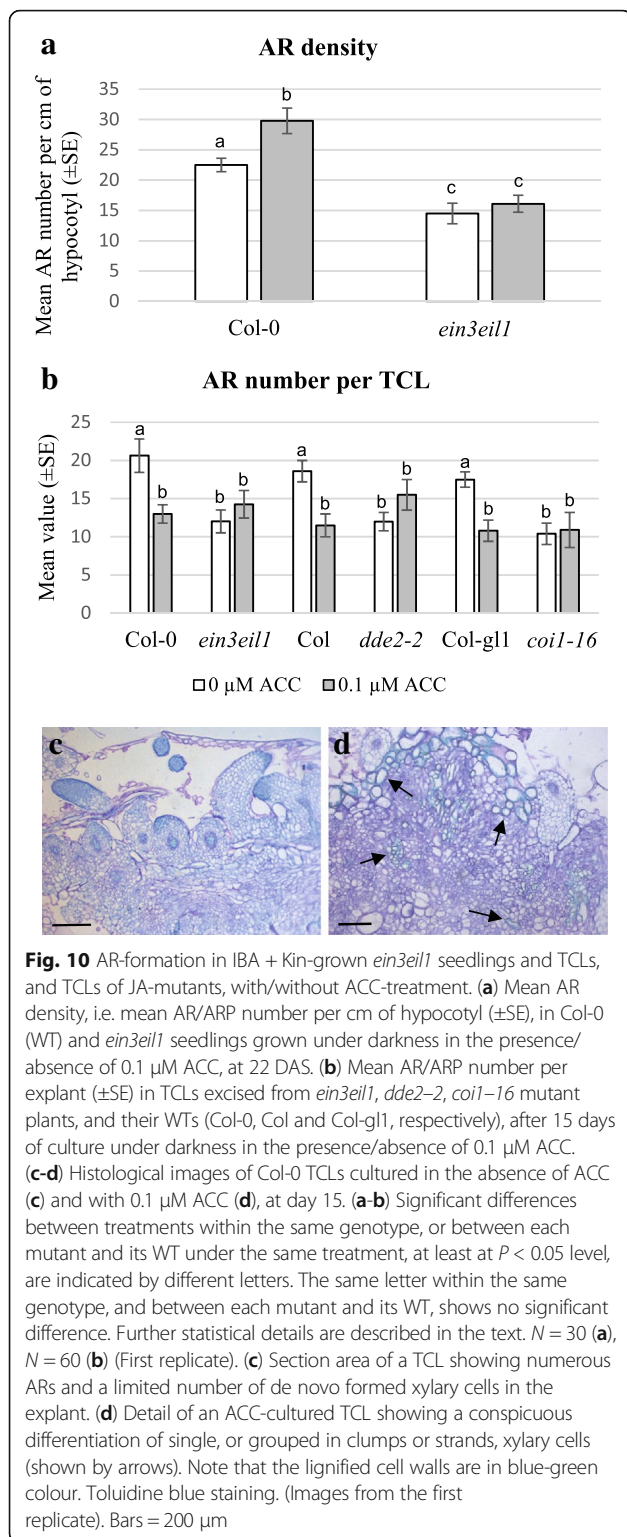 a
AR density
Mean AR number per cm of
hypocotyl (±SE)
35
30
25
20
15
10
5
0
a
b
c
c
Col-0
ein3eil1
b
AR number per TCL
Mean value (±SE)
25
20
15
10
5
0
a
b
b
b
a
b
b
b
a
b
b
b
Col-0
ein3eil1
Col
dde2-2
Col-gl1
coi1-16
0 µM ACC
0.1 µM ACC
c
d
Fig. 10 AR-formation in IBA + Kin-grown ein3eil1 seedlings and TCLs,
and TCLs of JA-mutants, with/without ACC-treatment. (a) Mean AR
density, i.e. mean AR/ARP number per cm of hypocotyl (±SE), in Col-0
(WT) and ein3eil1 seedlings grown under darkness in the presence/
absence of 0.1 µM ACC, at 22 DAS. (b) Mean AR/ARP number per
explant (±SE) in TCLs excised from ein3eil1, dde2–2, coi1–16 mutant
plants, and their WTs (Col-0, Col and Col-gl1, respectively), after 15 days
of culture under darkness in the presence/absence of 0.1 µM ACC.
(c-d) Histological images of Col-0 TCLs cultured in the absence of ACC
(c) and with 0.1 µM ACC (d), at day 15. (a-b) Significant differences
between treatments within the same genotype, or between each
mutant and its WT under the same treatment, at least at P < 0.05 level,
are indicated by different letters. The same letter within the same
genotype, and between each mutant and its WT, shows no significant
difference. Further statistical details are described in the text. N = 30 (a),
N = 60 (b) (First replicate). (c) Section area of a TCL showing numerous
ARs and a limited number of de novo formed xylary cells in the
explant. (d) Detail of an ACC-cultured TCL showing a conspicuous
differentiation of single, or grouped in clumps or strands, xylary cells
(shown by arrows). Note that the lignified cell walls are in blue-green
colour. Toluidine blue staining. (Images from the first
replicate). Bars = 200 µm